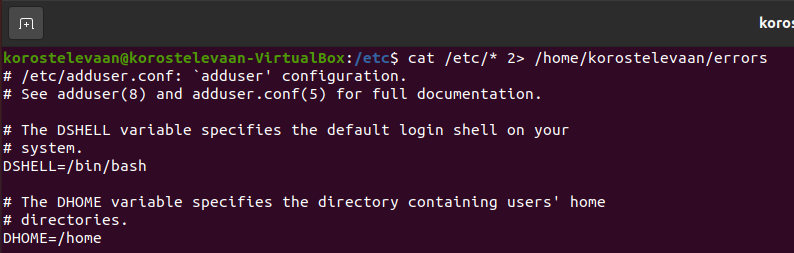 koros
korostelevaan@korostelevaan-VirtualBox:/etc$ cat /etc/* 2> /home/korostelevaan/errors
# /etc/adduser.conf: `adduser' configuration.
# See adduser(8) and adduser.conf(5) for full documentation.
# The DSHELL variable specifies the default login shell on your
# system.
DSHELL=/bin/bash
# The DHOME variable specifies the directory containing users' home
# directories.
DHOME=/home